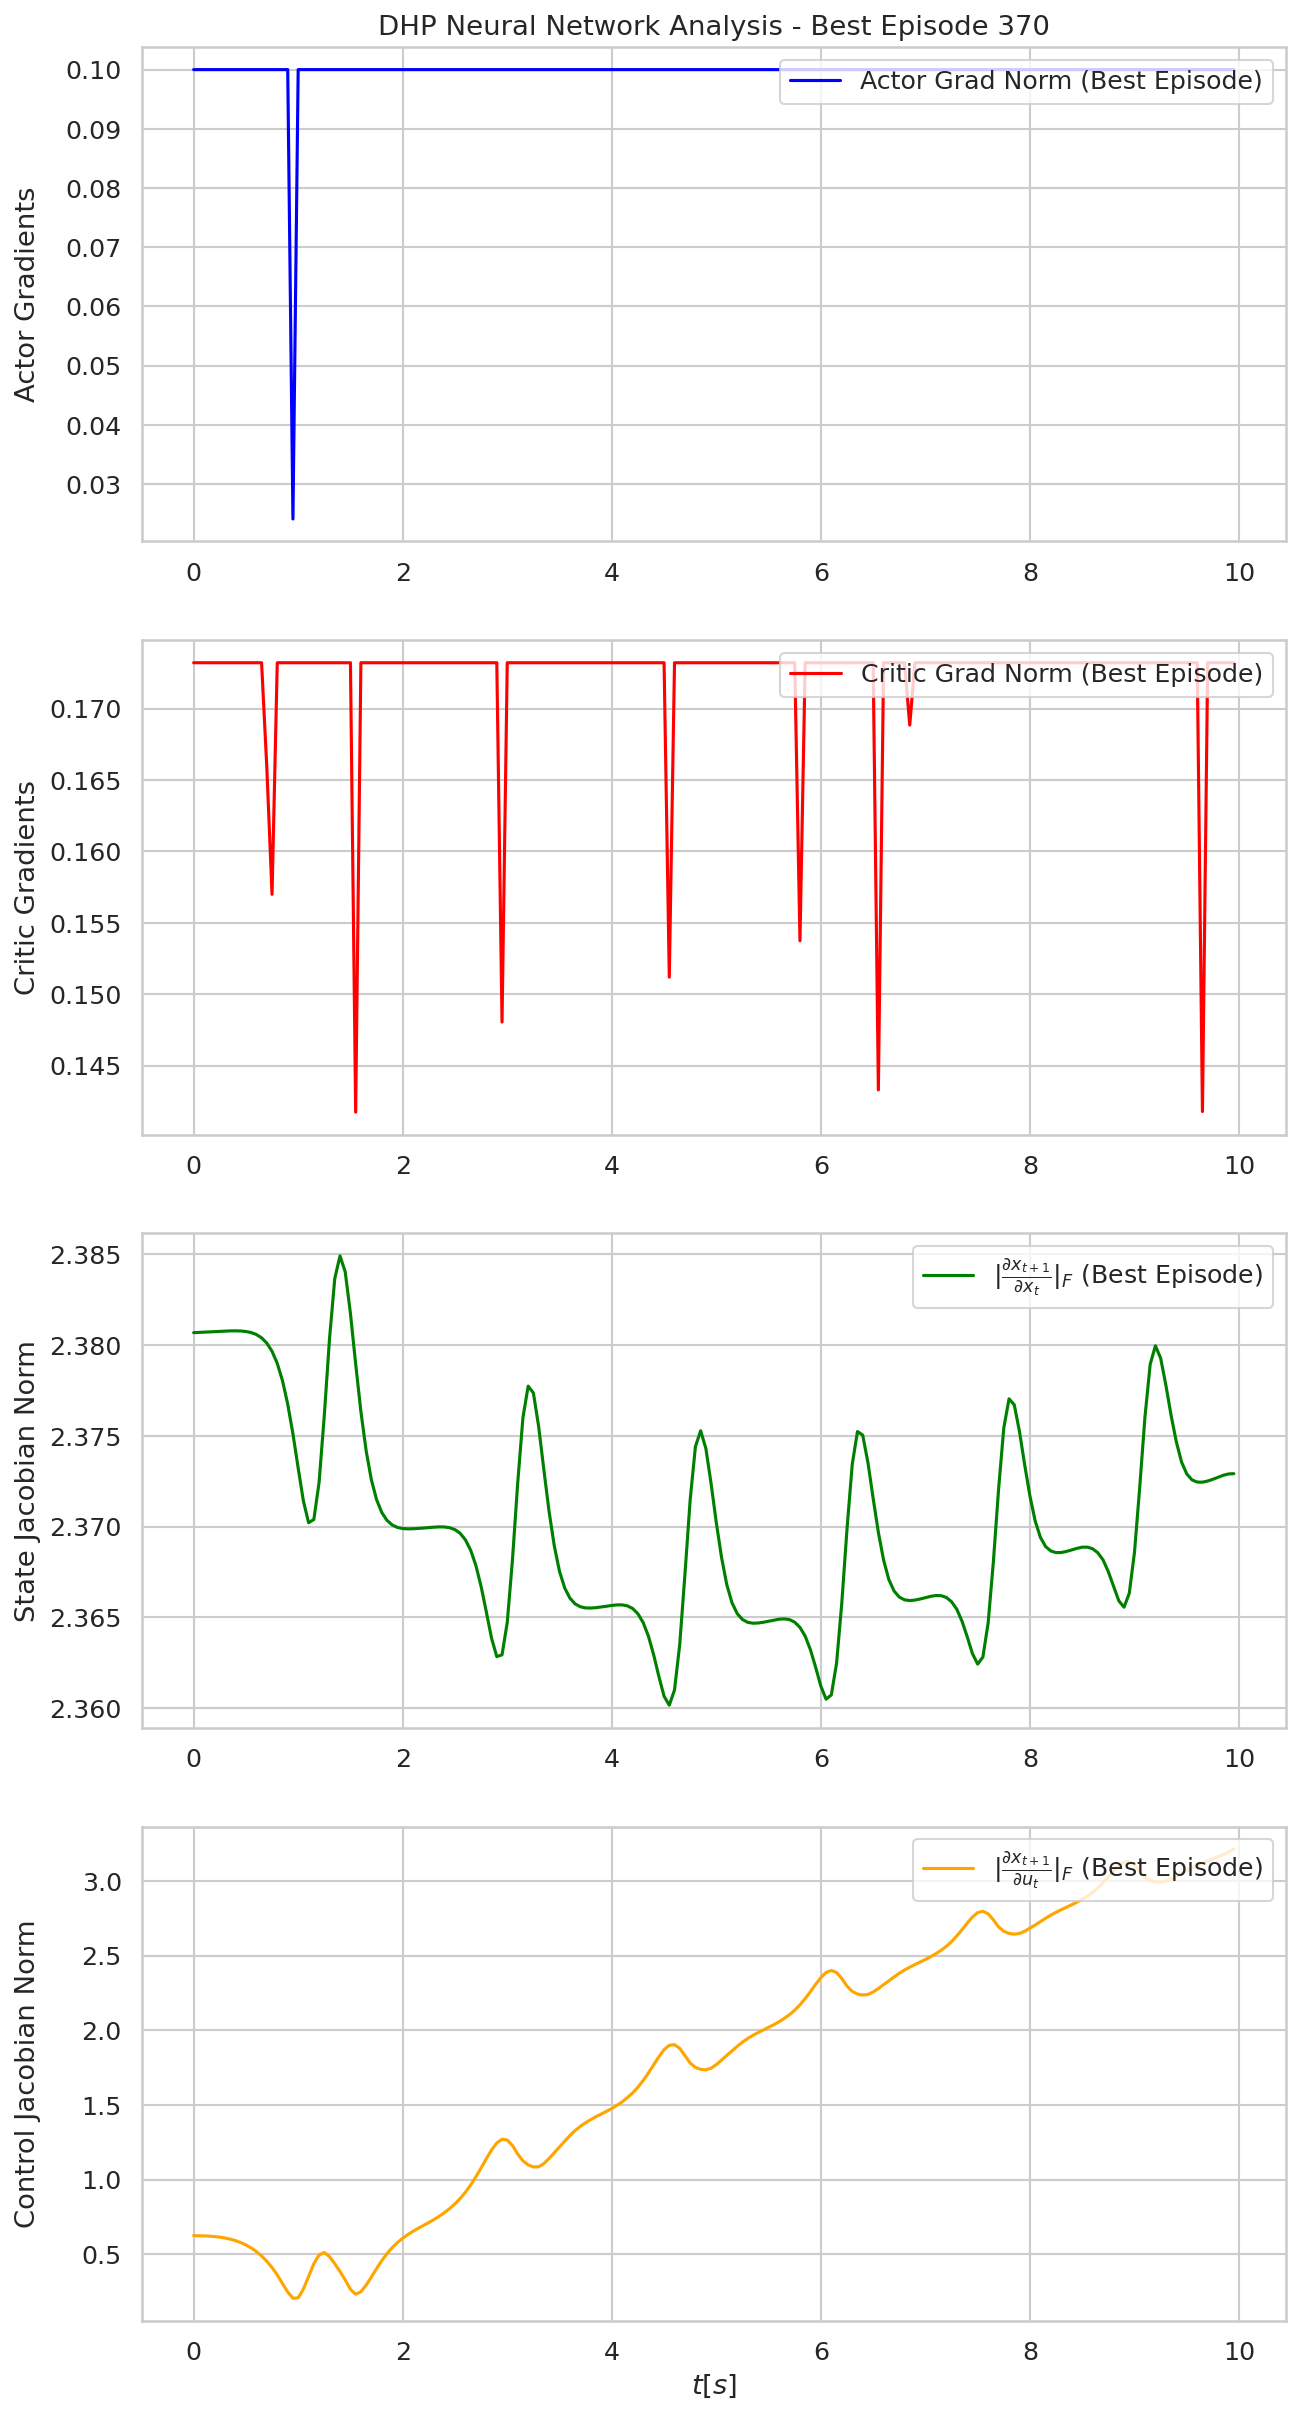 DHP Neural Network Analysis - Best Episode 370
Actor Gradients
0.10
0.09
0.08
0.07
0.06
0.05
0.04
0.03
Actor Grad Norm (Best Episode)
0 2 4 6 8 10
Critic Gradients
0.170
0.165
0.160
0.155
0.150
0.145
Critic Grad Norm (Best Episode)
0 2 4 6 8 10
State Jacobian Norm
2.385
2.380
2.375
2.370
2.365
2.360
|∂x_{t+1}/∂x_t|_F (Best Episode)
0 2 4 6 8 10
Control Jacobian Norm
3.0
2.5
2.0
1.5
1.0
0.5
|∂x_{t+1}/∂u_t|_F (Best Episode)
0 2 4 6 8 10
t[s]